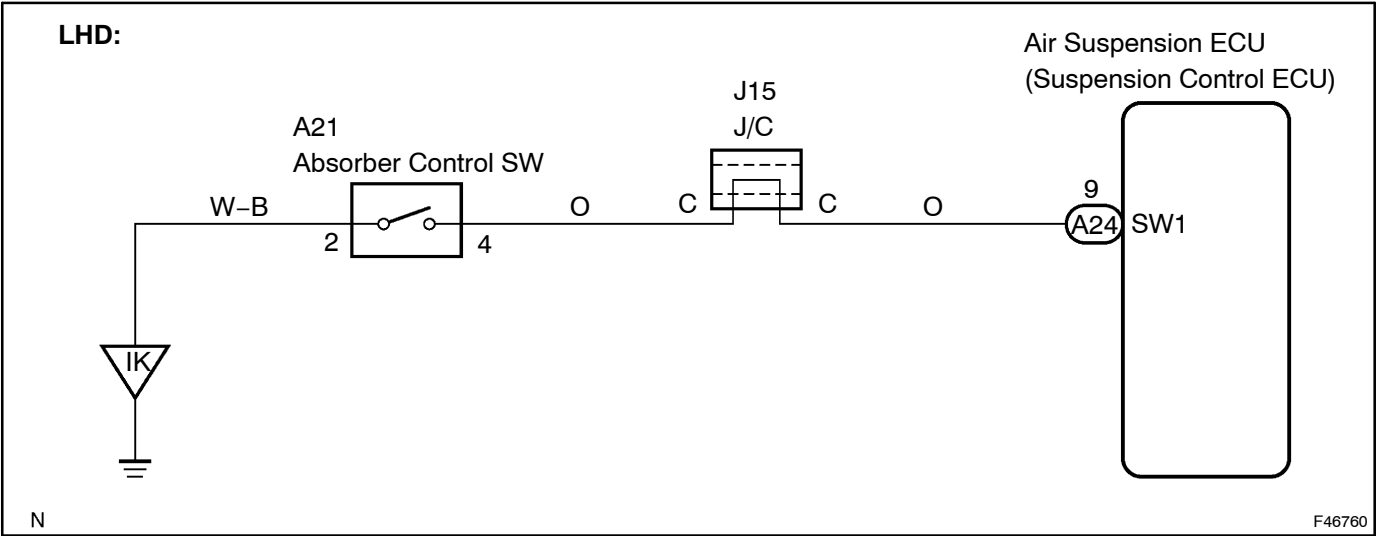 LHD:
Air Suspension ECU
(Suspension Control ECU)
J15
J/C
A21
Absorber Control SW
W−B
2
4
O
C
C
O
9
A24
SW1
IK
N
F46760